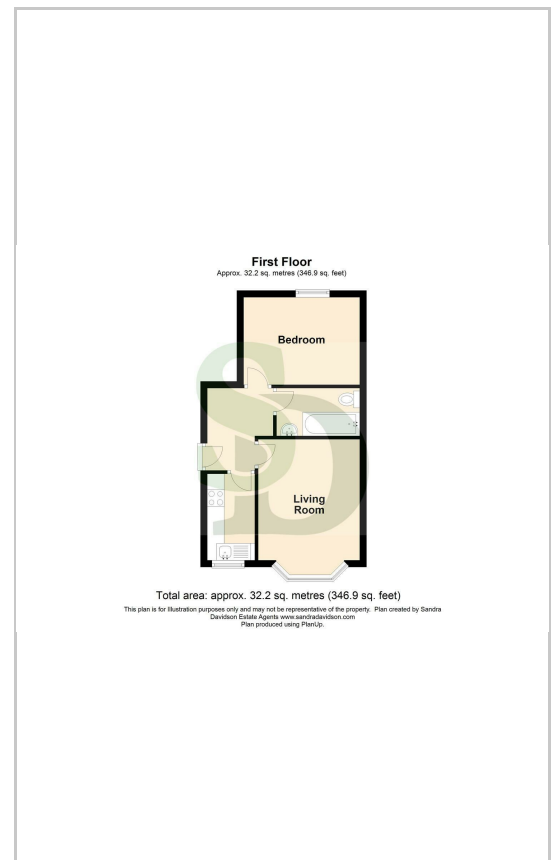 First Floor
Approx. 32.2 sq. metres (346.9 sq. feet)
Bedroom
Living
Room
Total area: approx. 32.2 sq. metres (346.9 sq. feet)
This plan is for Illustration purposes only and may not be representative of the property. Plan created by Sandra
Davidson Estate Agents www.sandradavidson.com
Plan produced using PlanUp.
SD